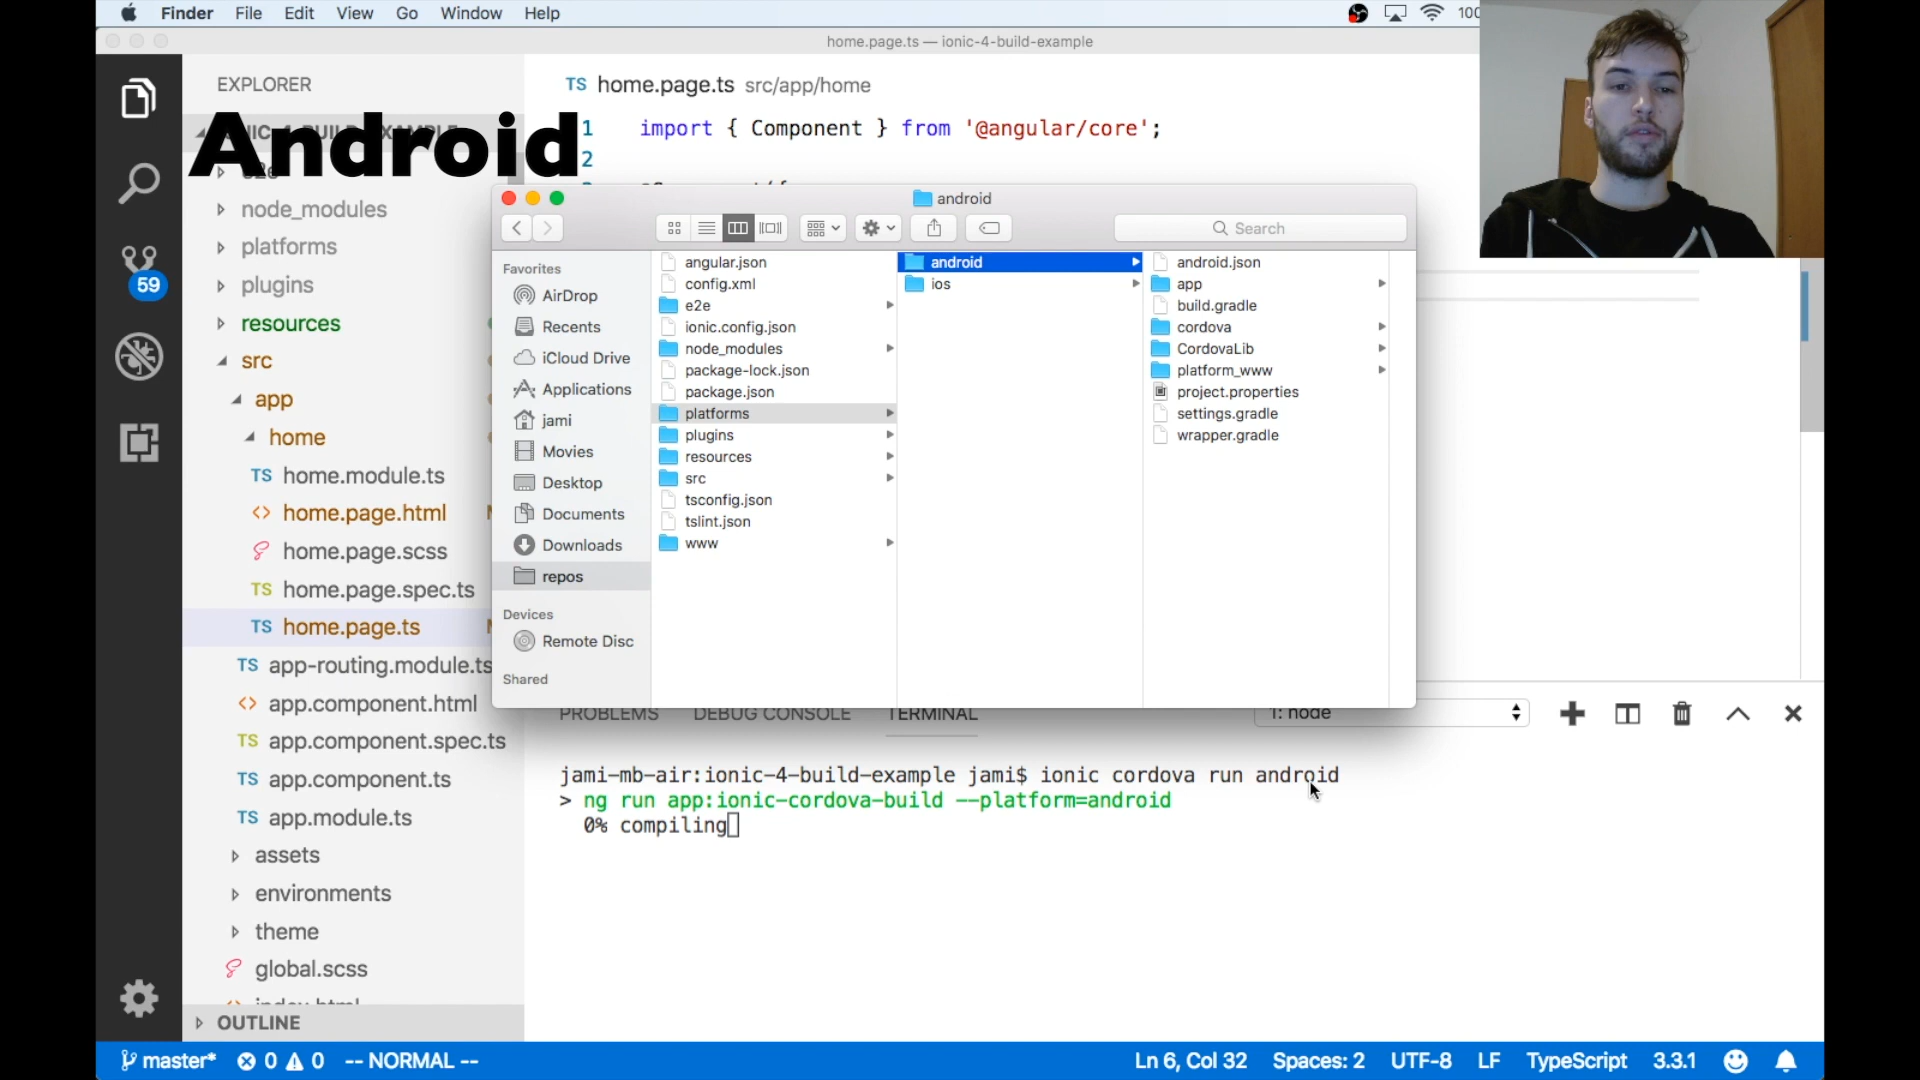 Finder File Edit View Go Window Help
home.page.ts — ionic-4-build-example
EXPLORER
Android
node_modules
platforms
plugins
resources
src
app
home
TS home.module.ts
<> home.page.html
home.page.scss
TS home.page.spec.ts
TS home.page.ts
TS app-routing.module.ts
<> app.component.html
TS app.component.spec.ts
TS app.component.ts
TS app.module.ts
assets
environments
theme
global.scss
OUTLINE
59
TS home.page.ts src/app/home
1 import { Component } from '@angular/core';
2
android
Search
Favorites
AirDrop
Recents
iCloud Drive
Applications
jami
Movies
Desktop
Documents
Downloads
repos
Devices
Remote Disc
Shared
angular.json
config.xml
e2e
ionic.config.json
node_modules
package-lock.json
package.json
platforms
plugins
resources
src
tsconfig.json
tslint.json
www
android
ios
android.json
app
build.gradle
cordova
CordovaLib
platform_www
project.properties
settings.gradle
wrapper.gradle
PROBLEMS DEBUG CONSOLE TERMINAL 1: node
jami-mb-air:ionic-4-build-example jami$ ionic cordova run android
> ng run app:ionic-cordova-build --platform=android
0% compiling
master* 0 0 -- NORMAL -- Ln 6, Col 32 Spaces: 2 UTF-8 LF TypeScript 3.3.1